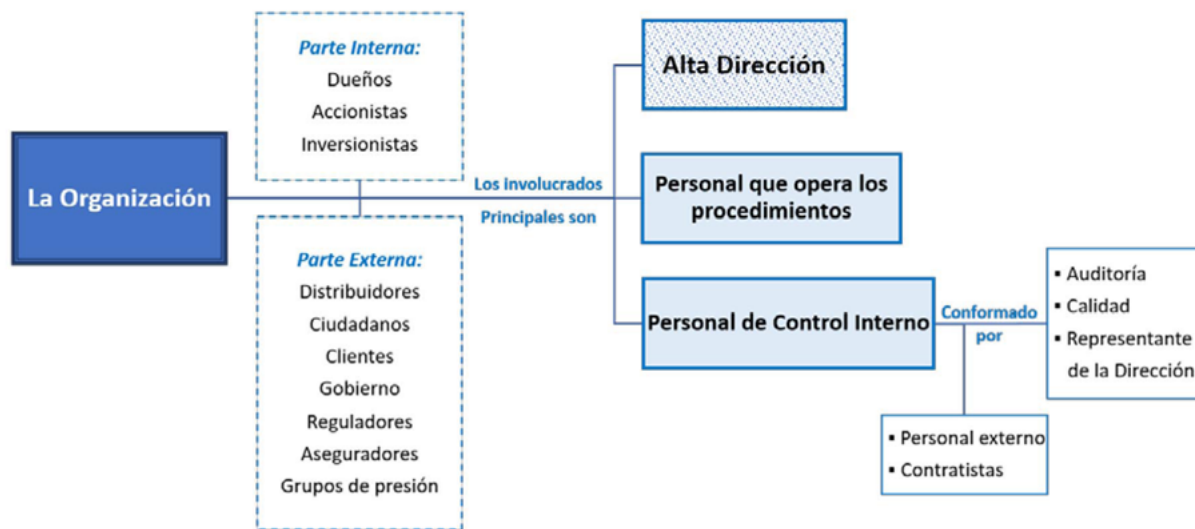 La Organización
Parte Interna:
Dueños
Accionistas
Inversionistas
Parte Externa:
Distribuidores
Ciudadanos
Clientes
Gobierno
Reguladores
Aseguradores
Grupos de presión
Los involucrados
Principales son
Alta Dirección
Personal que opera los
procedimientos
Personal de Control Interno
Conformado
por
▪ Auditoría
▪ Calidad
▪ Representante
de la Dirección
▪ Personal externo
▪ Contratistas